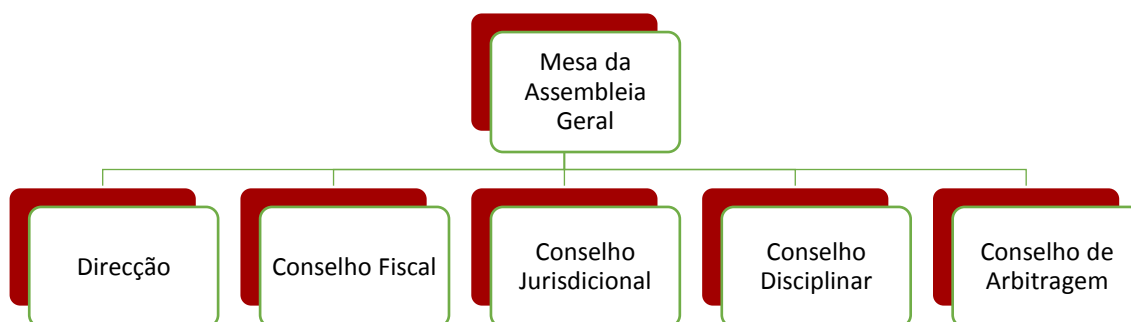 Mesa da
Assembleia
Geral
Direcção
Conselho Fiscal
Conselho
Jurisdicional
Conselho
Disciplinar
Conselho de
Arbitragem